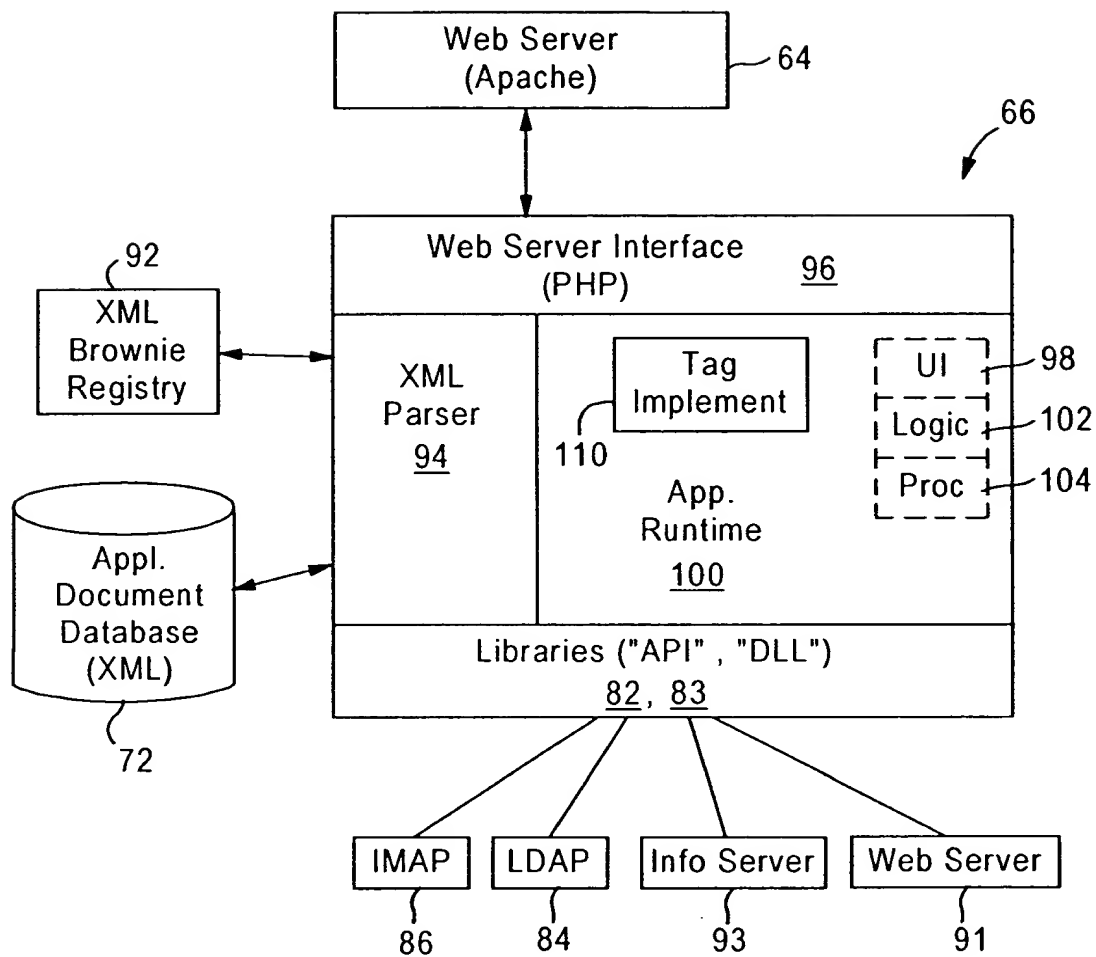 Web Server
(Apache)
64
66
Web Server Interface
(PHP)
96
92
XML
Brownie
Registry
XML
Parser
94
Tag
Implement
110
UI
98
Logic
102
Proc
104
App.
Runtime
100
Appl.
Document
Database
(XML)
72
Libraries ("API" , "DLL")
82, 83
IMAP
LDAP
Info Server
Web Server
86
84
93
91